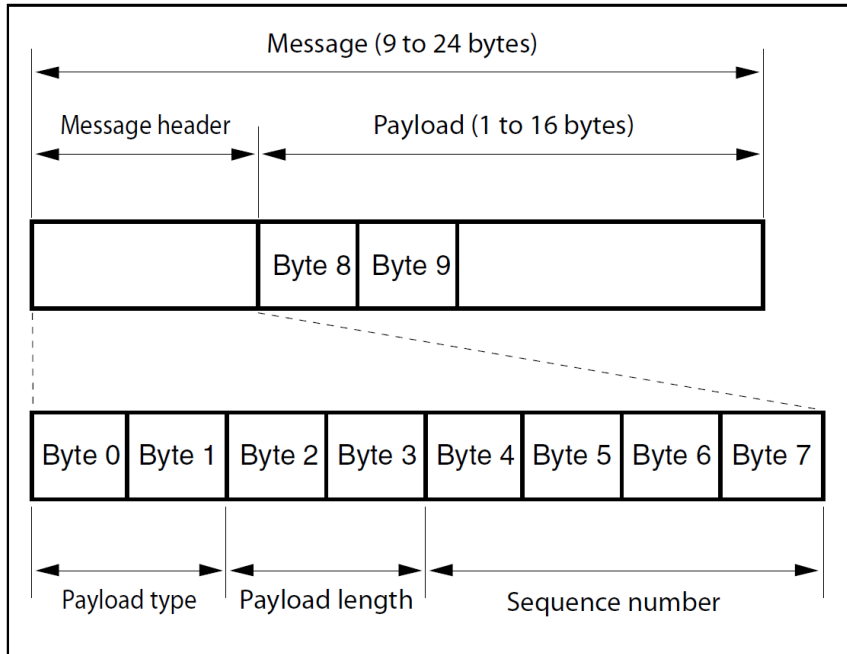 Message (9 to 24 bytes)
Message header Payload (1 to 16 bytes)
Byte 8 Byte 9
Byte 0 Byte 1 Byte 2 Byte 3 Byte 4 Byte 5 Byte 6 Byte 7
Payload type Payload length Sequence number